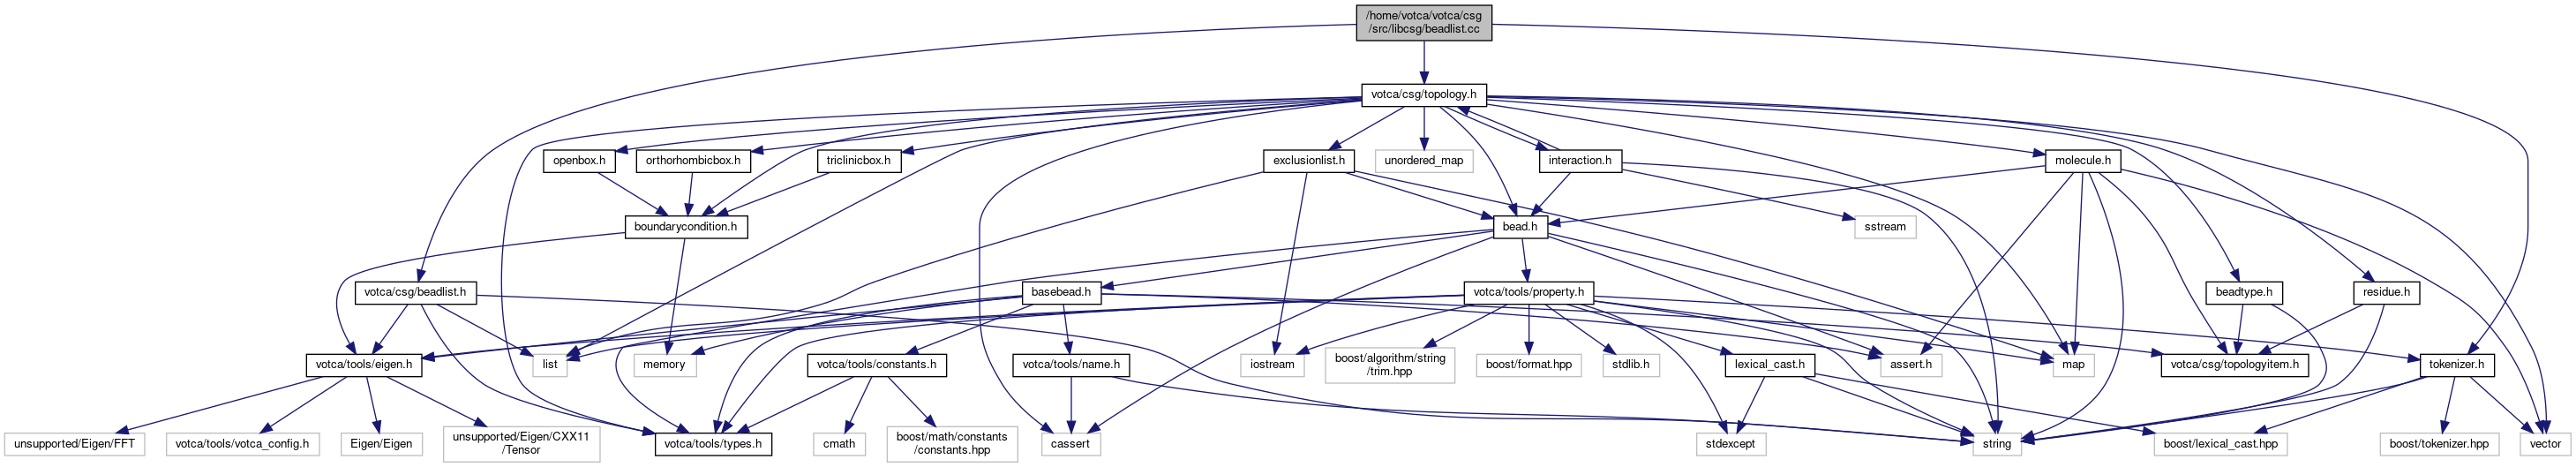 /home/votca/votca/csg
/src/libcsg/beadlist.cc
votca/csg/topology.h
openbox.h
orthorhombicbox.h
triclinicbox.h
exclusionlist.h
unordered_map
interaction.h
molecule.h
boundarycondition.h
bead.h
sstream
votca/csg/beadlist.h
basebead.h
votca/tools/property.h
beadtype.h
residue.h
votca/tools/eigen.h
list
memory
votca/tools/constants.h
votca/tools/name.h
iostream
boost/algorithm/string
/trim.hpp
boost/format.hpp
stdlib.h
lexical_cast.h
assert.h
map
votca/csg/topologyitem.h
tokenizer.h
unsupported/Eigen/FFT
votca/tools/votca_config.h
Eigen/Eigen
unsupported/Eigen/CXX11
/Tensor
votca/tools/types.h
cmath
boost/math/constants
/constants.hpp
cassert
stdexcept
string
boost/lexical_cast.hpp
boost/tokenizer.hpp
vector